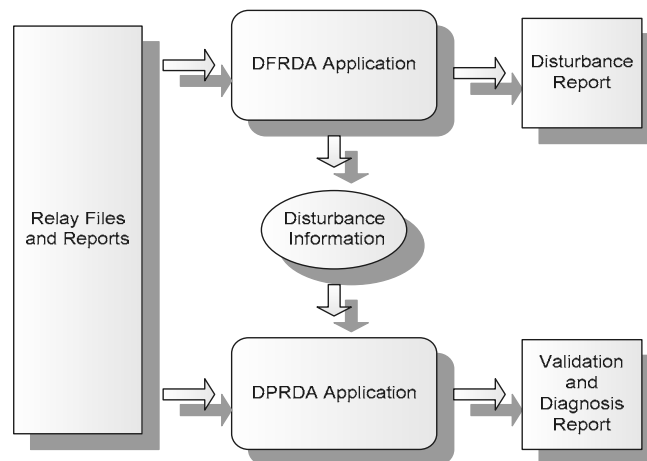 DFRDA Application
Disturbance
Report
Relay Files
and Reports
Disturbance
Information
DPRDA Application
Validation
and
Diagnosis
Report